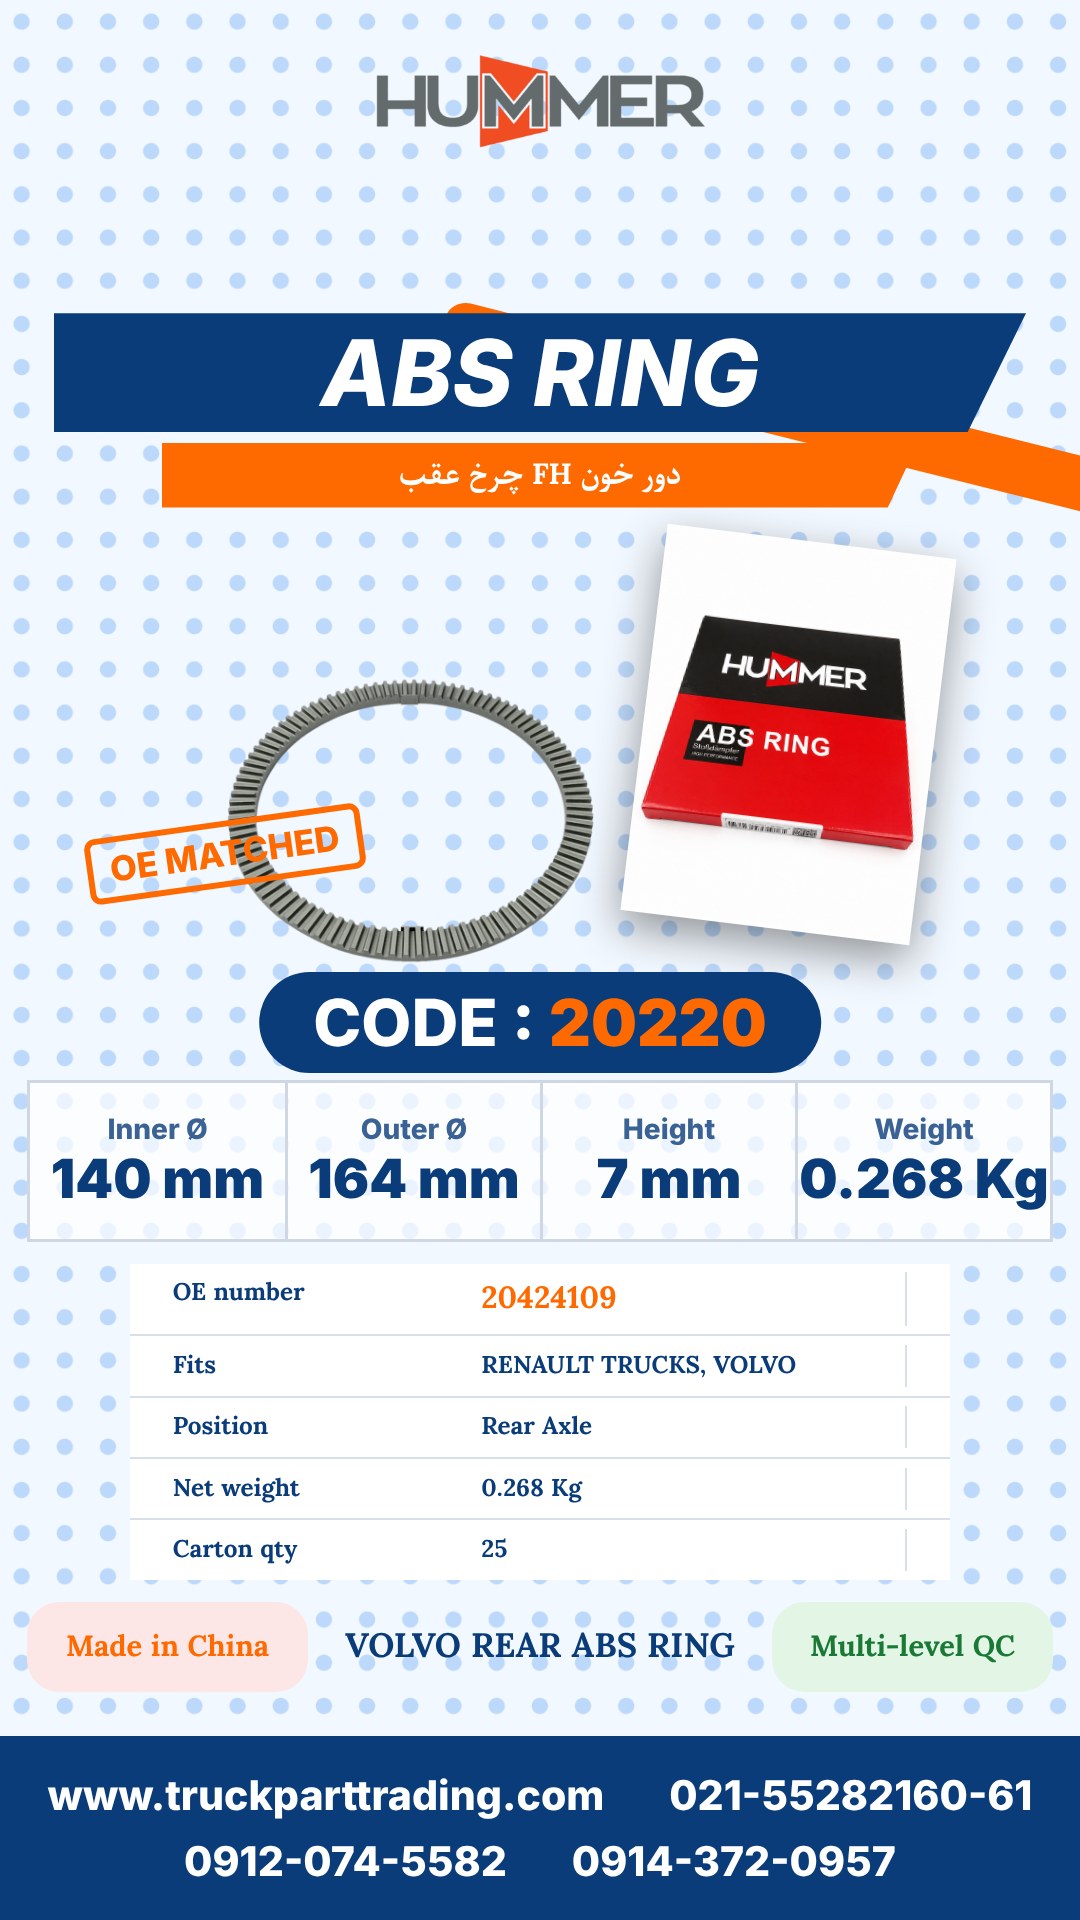 HUMMER
ABS RING
دور خون FH چرخ عقب
HUMMER
ABS RING
Stoßdämpfer
HIGH PERFORMANCE
OE MATCHED
CODE : 20220
Inner Ø
140 mm
Outer Ø
164 mm
Height
7 mm
Weight
0.268 Kg
OE number 20424109
Fits RENAULT TRUCKS, VOLVO
Position Rear Axle
Net weight 0.268 Kg
Carton qty 25
Made in China
VOLVO REAR ABS RING
Multi-level QC
www.truckparttrading.com 021-55282160-61
0912-074-5582 0914-372-0957